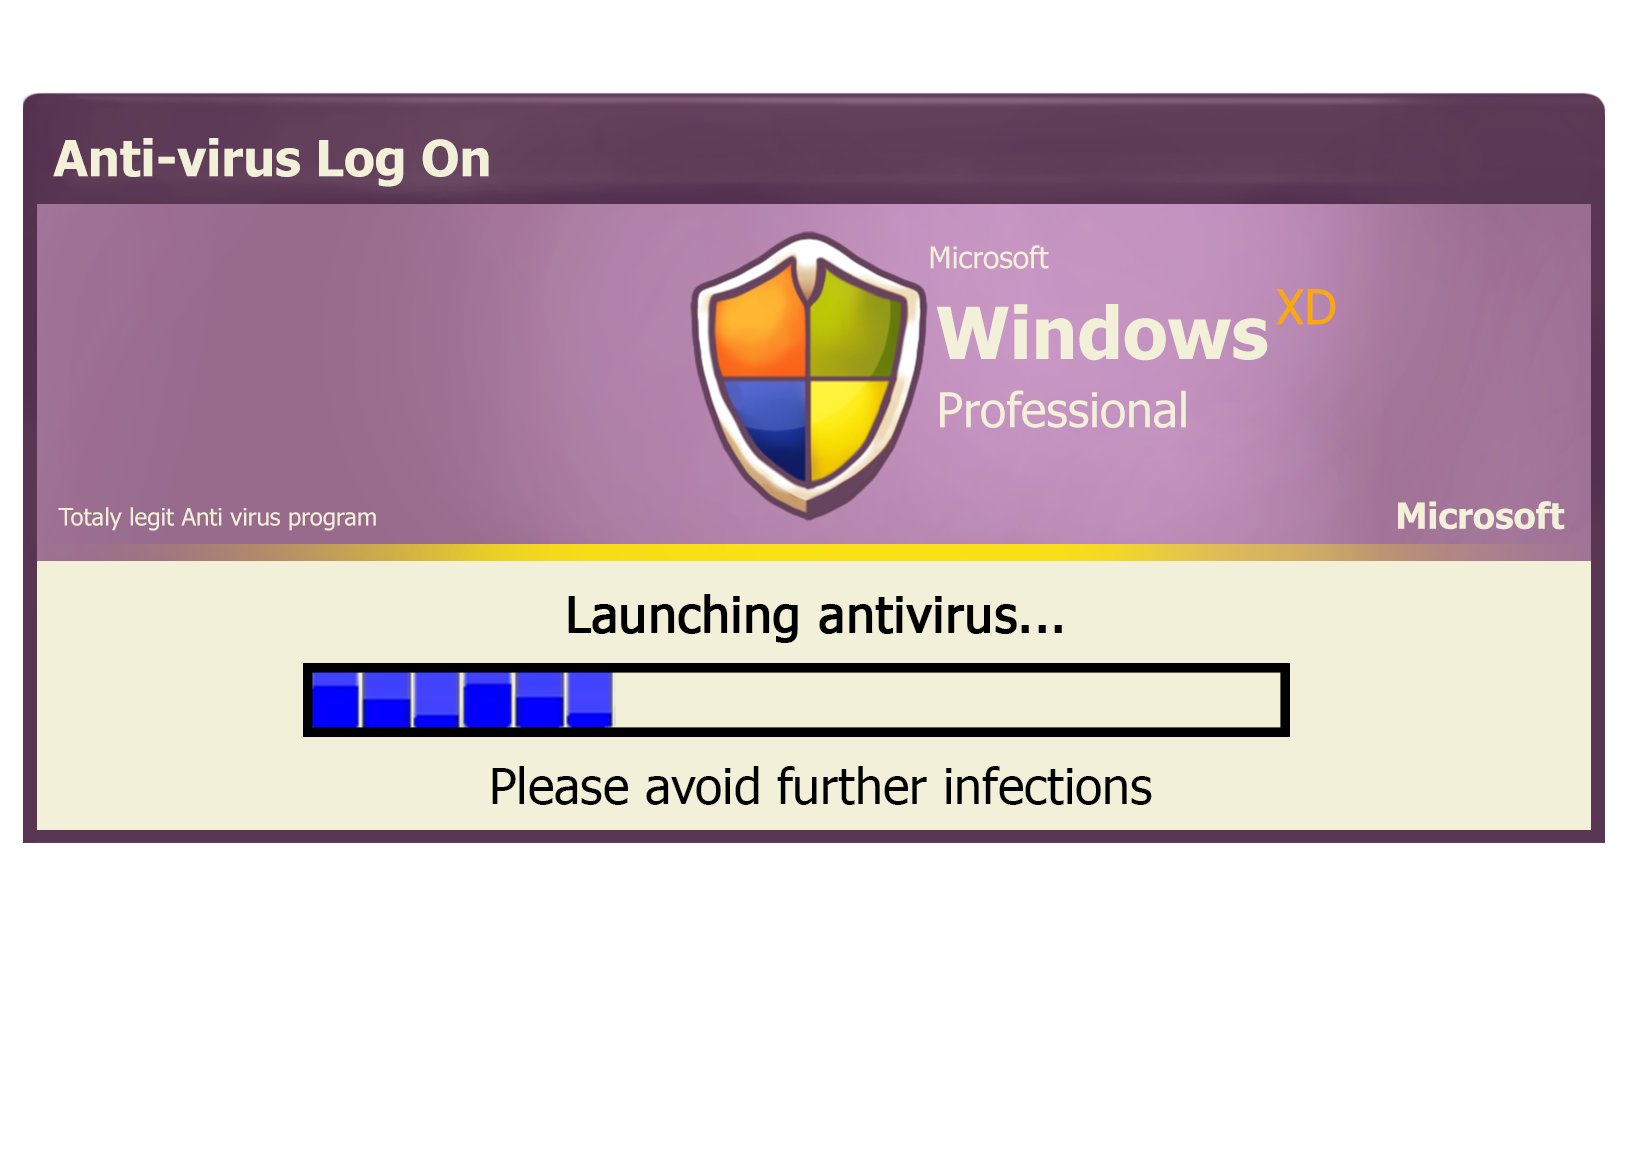 Anti-virus Log On
Microsoft
Windows XD
Professional
Totaly legit Anti virus program
Microsoft
Launching antivirus...
Please avoid further infections